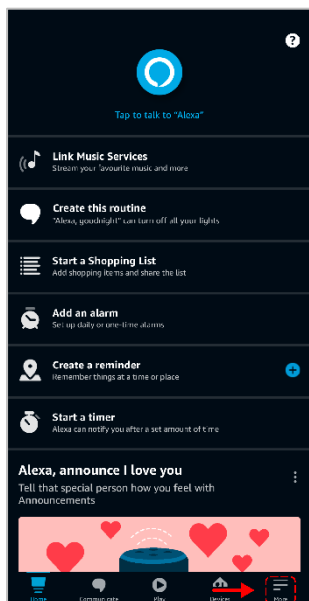 ?
Tap to talk to "Alexa"
Link Music Services
Stream your favourite music and more
Create this routine
"Alexa, goodnight" can turn off all your lights
Start a Shopping List
Add shopping items and share the list
Add an alarm
Set up daily or one-time alarms
Create a reminder
Remember things at a time or place
Start a timer
Alexa can notify you after a set amount of time
Alexa, announce I love you
Tell that special person how you feel with
Announcements
Home Communicate Play Devices More